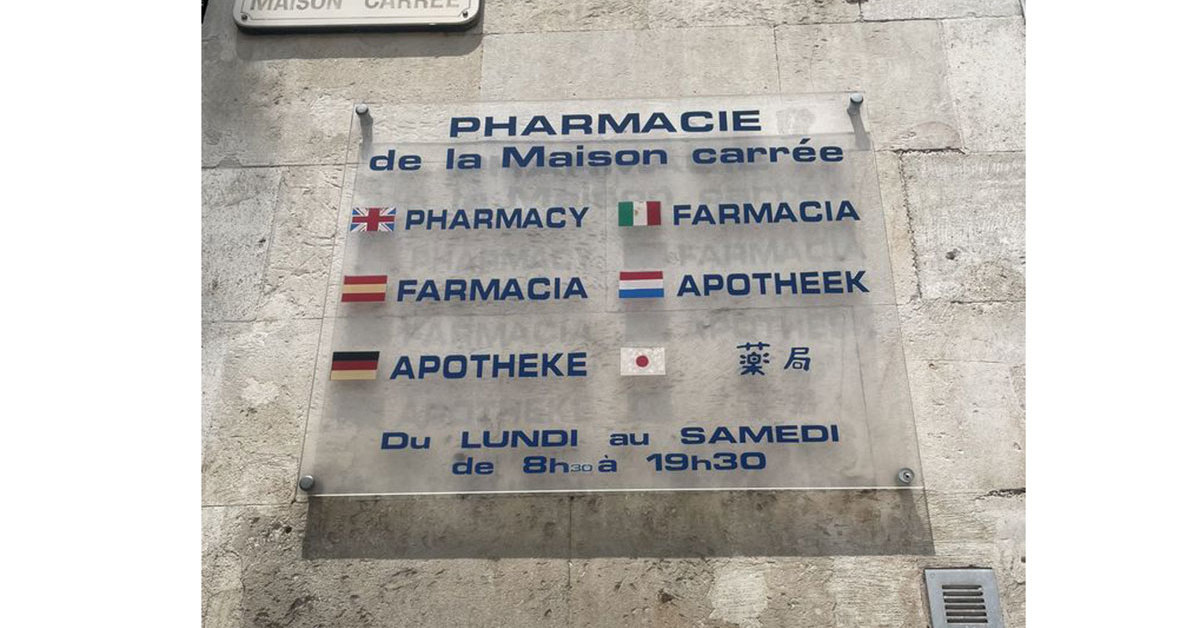 MAISON CARRÉE
PHARMACIE
de la Maison carrée
PHARMACY FARMACIA
FARMACIA APOTHEEK
APOTHEKE 薬局
Du LUNDI au SAMEDI
de 8h30 à 19h30